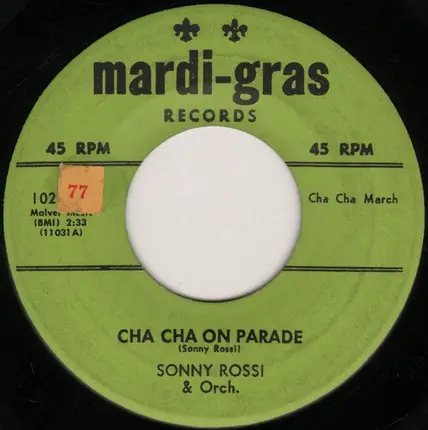 mardi-gras
RECORDS
45 RPM 45 RPM
102 77 Cha Cha March
(BMI) 2:33
(11031A)
CHA CHA ON PARADE
(Sonny Rossi)
SONNY ROSSI
& Orch.